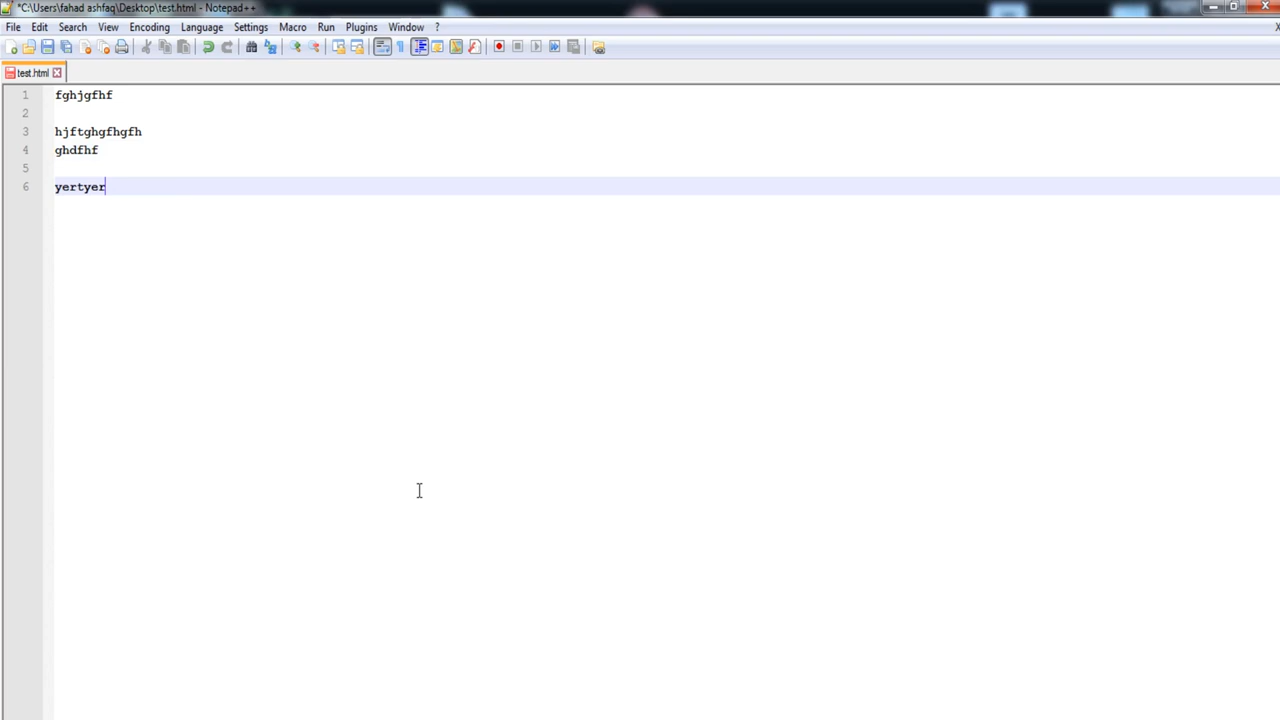 *C:\Users\fahad ashfaq\Desktop\test.html - Notepad++
File Edit Search View Encoding Language Settings Macro Run Plugins Window ?
X
test.html
1 fghjgfhf
2
3 hjftghgfhgfh
4 ghdfhf
5
6 yertyer